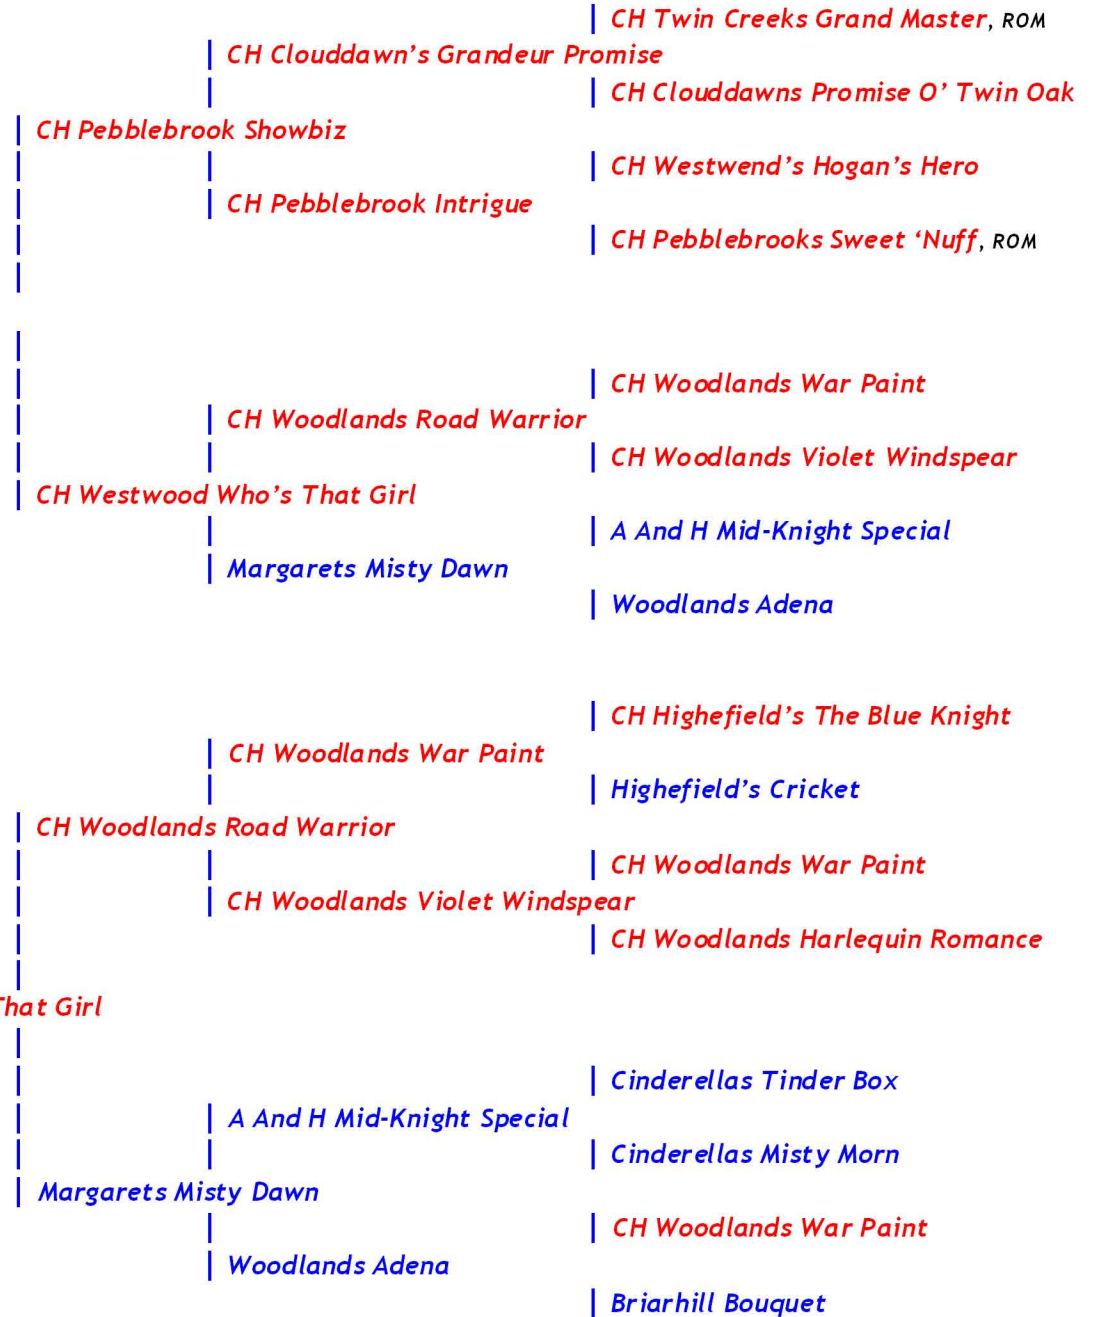 CH Twin Creeks Grand Master, ROM
CH Clouddawn’s Grandeur Promise
CH Clouddawns Promise O’ Twin Oak
CH Pebblebrook Showbiz
CH Westwend’s Hogan’s Hero
CH Pebblebrook Intrigue
CH Pebblebrooks Sweet ‘Nuff, ROM
CH Woodlands War Paint
CH Woodlands Road Warrior
CH Woodlands Violet Windspear
CH Westwood Who’s That Girl
A And H Mid-Knight Special
Margarets Misty Dawn
Woodlands Adena
CH Highefield’s The Blue Knight
CH Woodlands War Paint
Highefield’s Cricket
CH Woodlands Road Warrior
CH Woodlands War Paint
CH Woodlands Violet Windspear
CH Woodlands Harlequin Romance
That Girl
Cinderellas Tinder Box
A And H Mid-Knight Special
Cinderellas Misty Morn
Margarets Misty Dawn
CH Woodlands War Paint
Woodlands Adena
Briarhill Bouquet